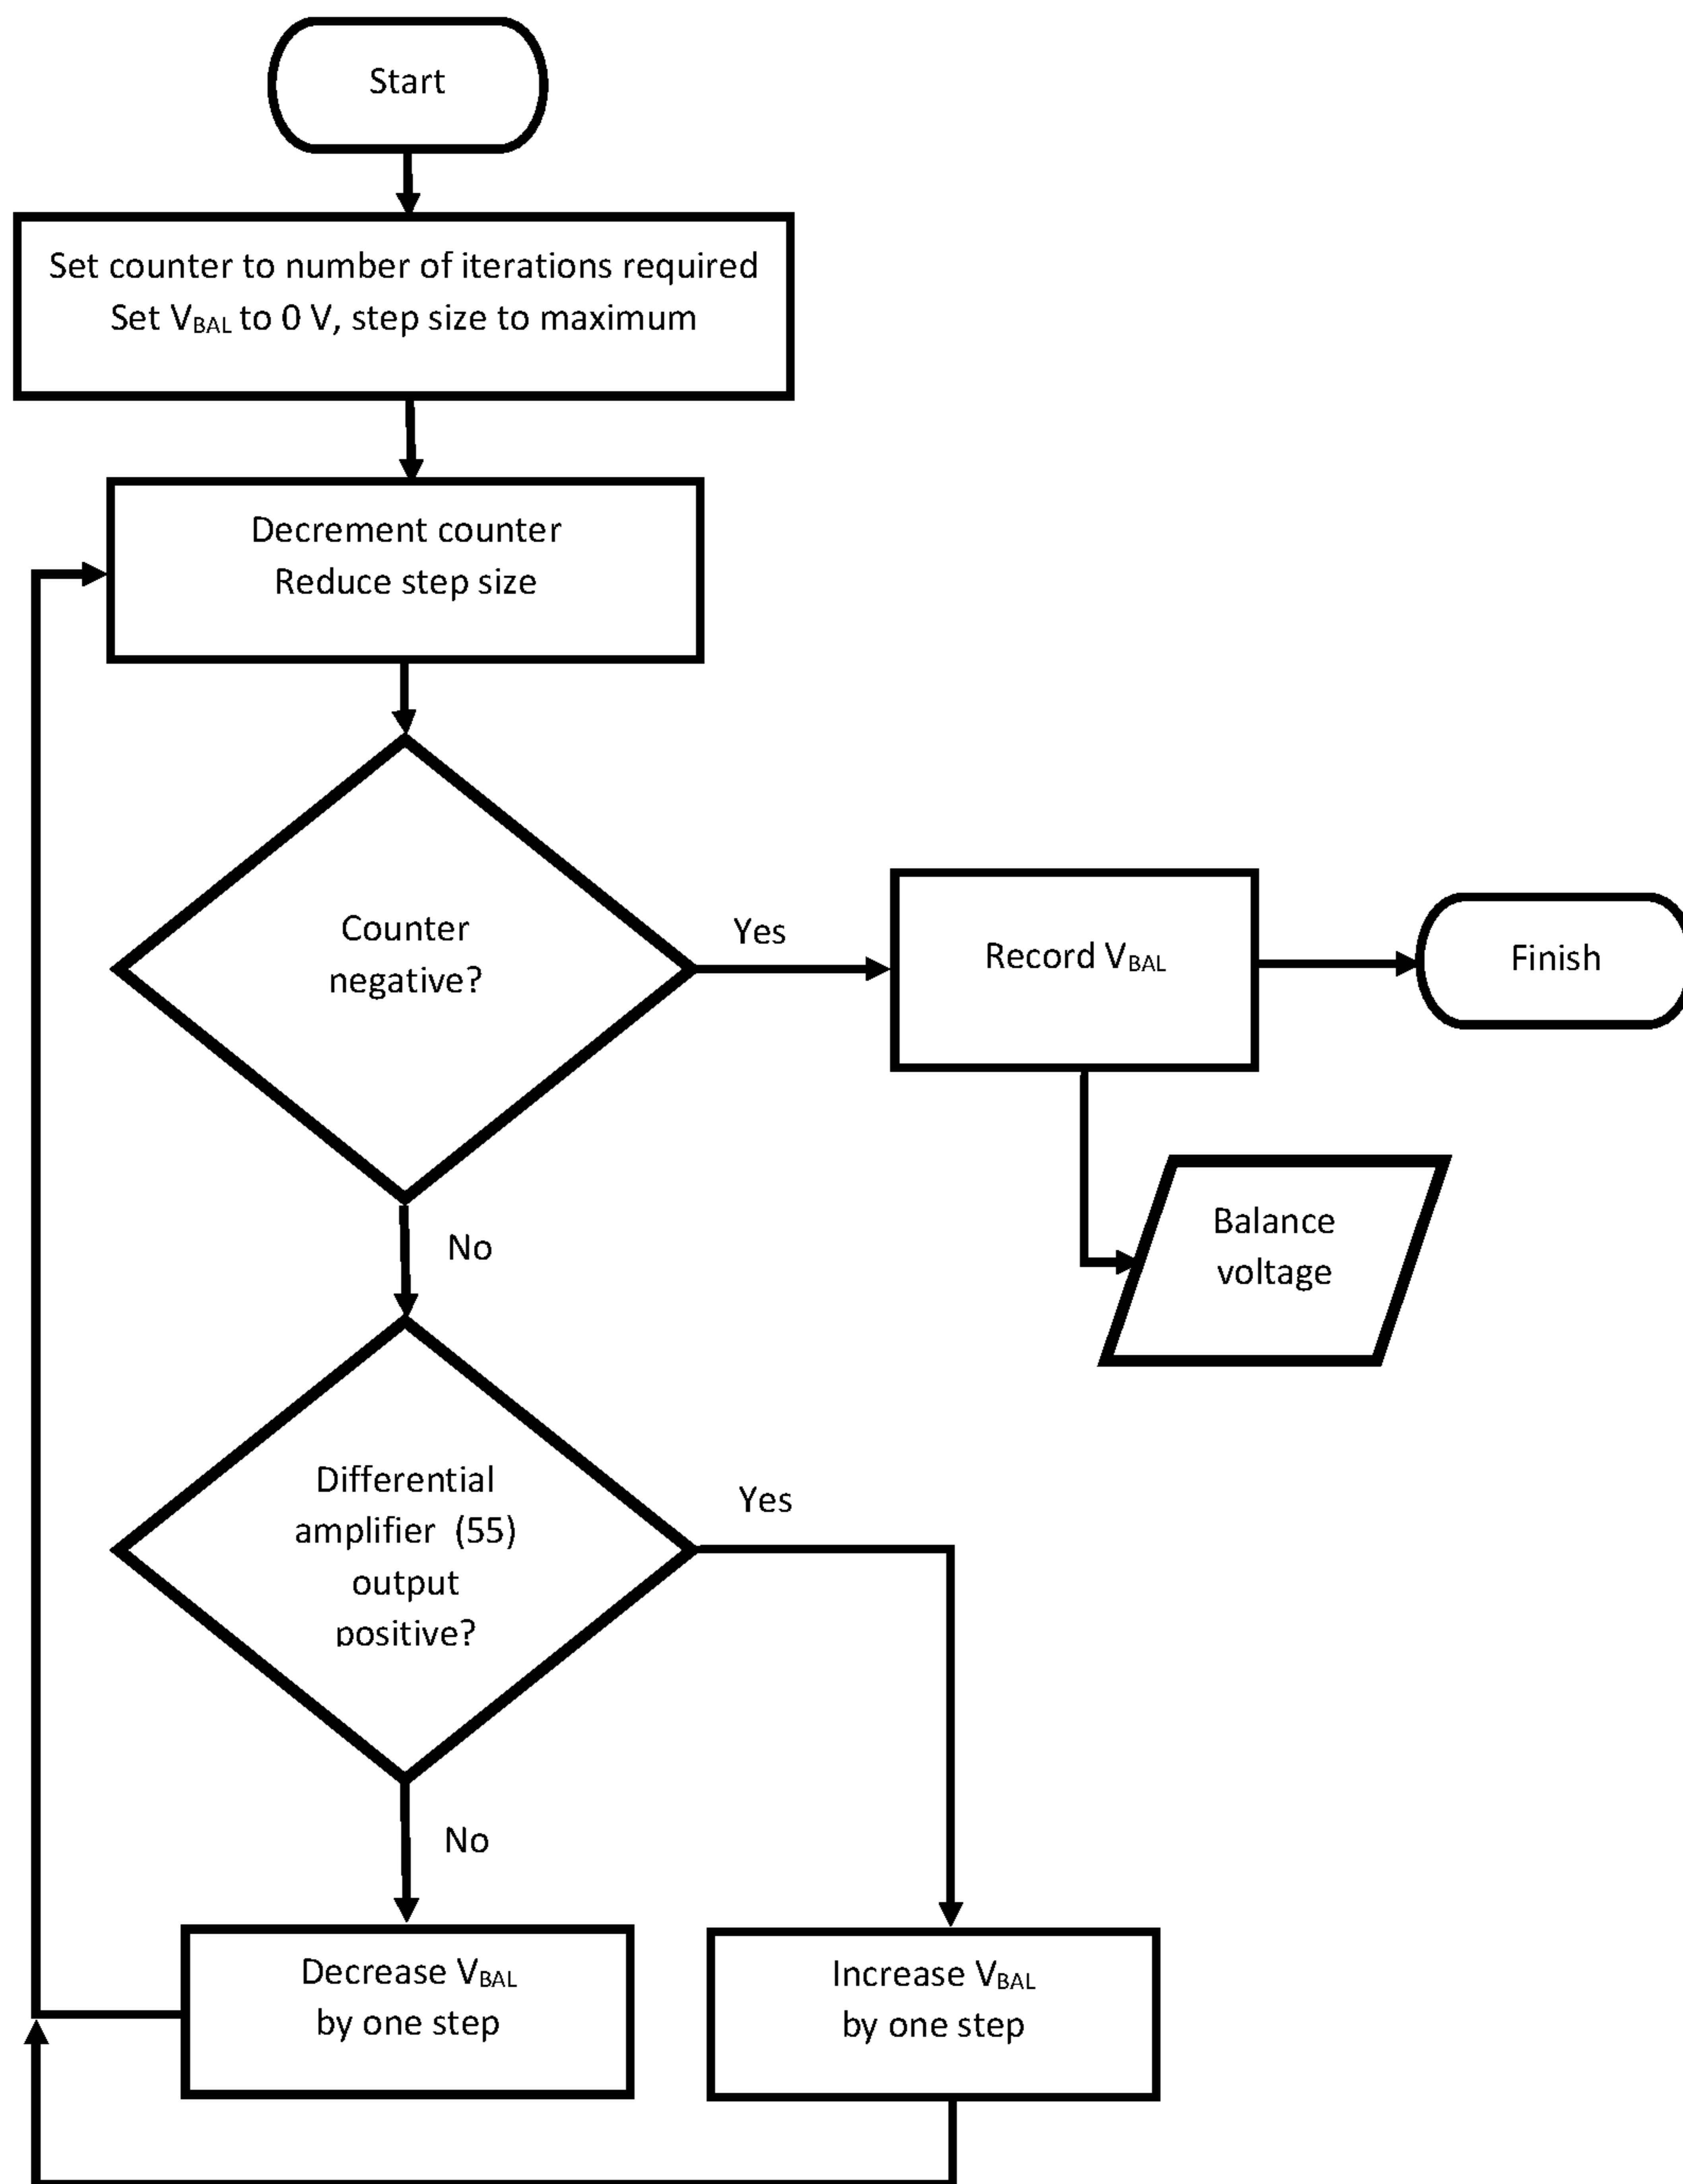 Start
Set counter to number of iterations required
Set VBAL to 0 V, step size to maximum
Decrement counter
Reduce step size
Counter
negative?
Yes
Record VBAL
Finish
Balance
voltage
No
Differential
amplifier (55)
output
positive?
Yes
No
Decrease VBAL
by one step
Increase VBAL
by one step